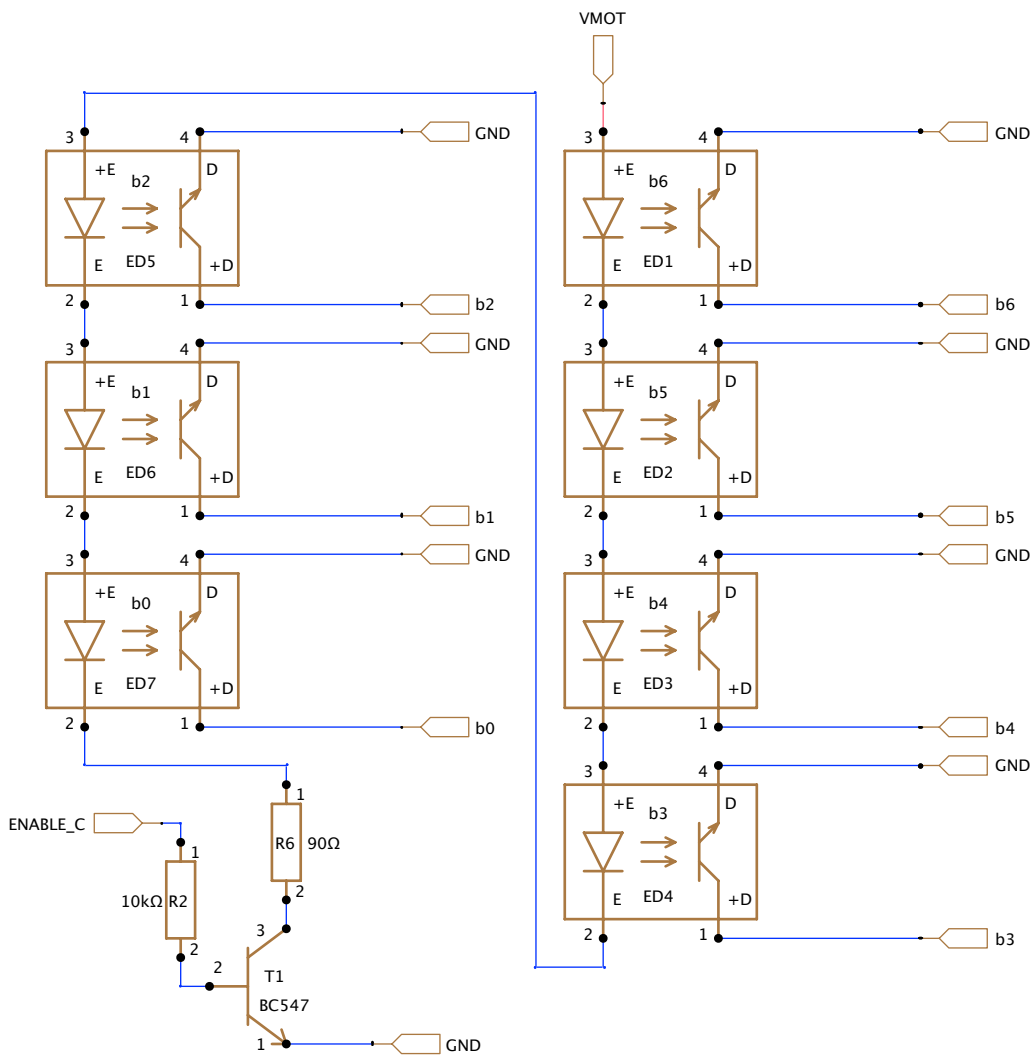 VMOT
3
4
GND
+E
D
b2
E
ED5
+D
2
1
b2
3
4
GND
+E
D
b1
E
ED6
+D
2
1
b1
3
4
GND
+E
D
b0
E
ED7
+D
2
1
b0
ENABLE_C
1
10kΩ R2
2
1
R6 90Ω
2
3
2
T1
BC547
1
GND
3
4
GND
+E
D
b6
E
ED1
+D
2
1
b6
3
4
GND
+E
D
b5
E
ED2
+D
2
1
b5
3
4
GND
+E
D
b4
E
ED3
+D
2
1
b4
3
4
GND
+E
D
b3
E
ED4
+D
2
1
b3